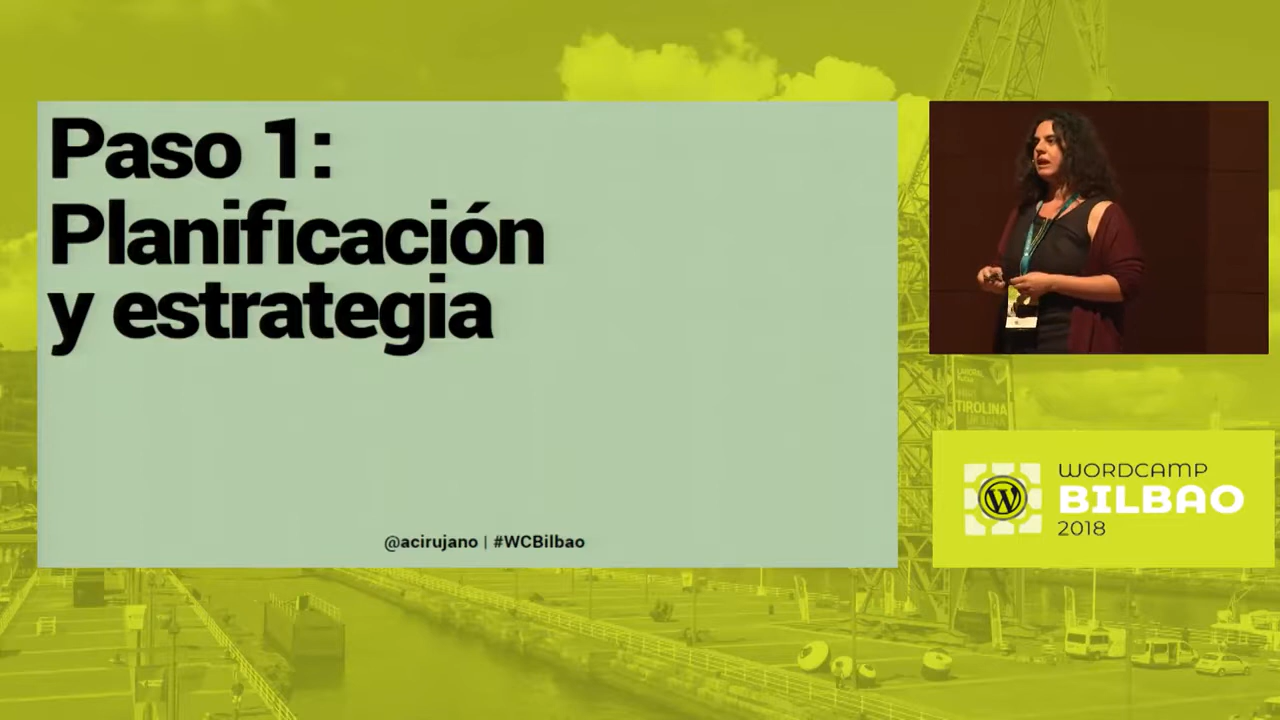 Paso 1:
Planificación
y estrategia
@acirujano | #WCBilbao
TIROLINA
WORDCAMP
BILBAO
2018